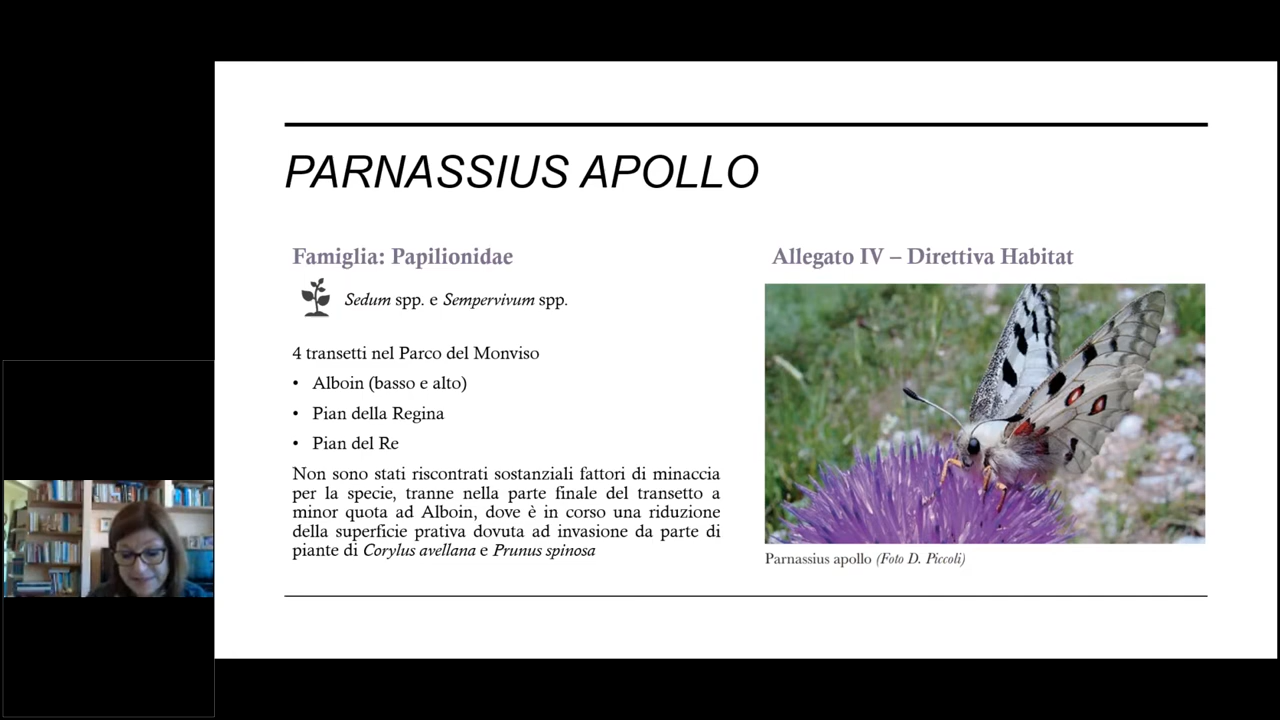 PARNASSIUS APOLLO
Famiglia: Papilionidae
Sedum spp. e Sempervivum spp.
4 transetti nel Parco del Monviso
• Alboin (basso e alto)
• Pian della Regina
• Pian del Re
Non sono stati riscontrati sostanziali fattori di minaccia
per la specie, tranne nella parte finale del transetto a
minor quota ad Alboin, dove è in corso una riduzione
della superficie prativa dovuta ad invasione da parte di
piante di Corylus avellana e Prunus spinosa
Allegato IV – Direttiva Habitat
Parnassius apollo (Foto D. Piccoli)